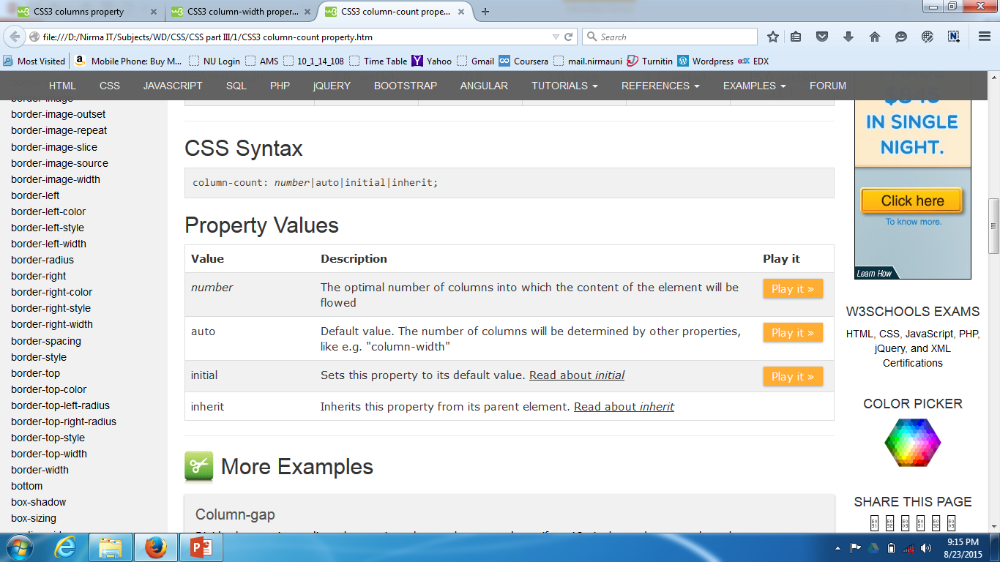 CSS3 columns property
CSS3 column-width proper...
CSS3 column-count prope...
file:///D:/Nirma IT/Subjects/WD/CSS/CSS part III/1/CSS3 column-count property.htm
Search
Most Visited
Mobile Phone: Buy M...
NU Login
AMS
10_1_14_108
Time Table
Yahoo
Gmail
Coursera
mail.nirmauni
Turnitin
Wordpress
EDX
HTML CSS JAVASCRIPT SQL PHP jQUERY BOOTSTRAP ANGULAR TUTORIALS REFERENCES EXAMPLES FORUM
border-image
border-image-outset
border-image-repeat
border-image-slice
border-image-source
border-image-width
border-left
border-left-color
border-left-style
border-left-width
border-radius
border-right
border-right-color
border-right-style
border-right-width
border-spacing
border-style
border-top
border-top-color
border-top-left-radius
border-top-right-radius
border-top-style
border-top-width
border-width
bottom
box-shadow
box-sizing
CSS Syntax
column-count: number|auto|initial|inherit;
Property Values
Value Description Play it
number The optimal number of columns into which the content of the element will be
flowed
Play it »
auto Default value. The number of columns will be determined by other properties,
like e.g. "column-width"
Play it »
initial Sets this property to its default value. Read about initial
Play it »
inherit Inherits this property from its parent element. Read about inherit
More Examples
Column-gap
IN SINGLE
NIGHT.
Click here
To know more.
Learn How
W3SCHOOLS EXAMS
HTML, CSS, JavaScript, PHP,
jQuery, and XML
Certifications
COLOR PICKER
SHARE THIS PAGE
9:15 PM
8/23/2015